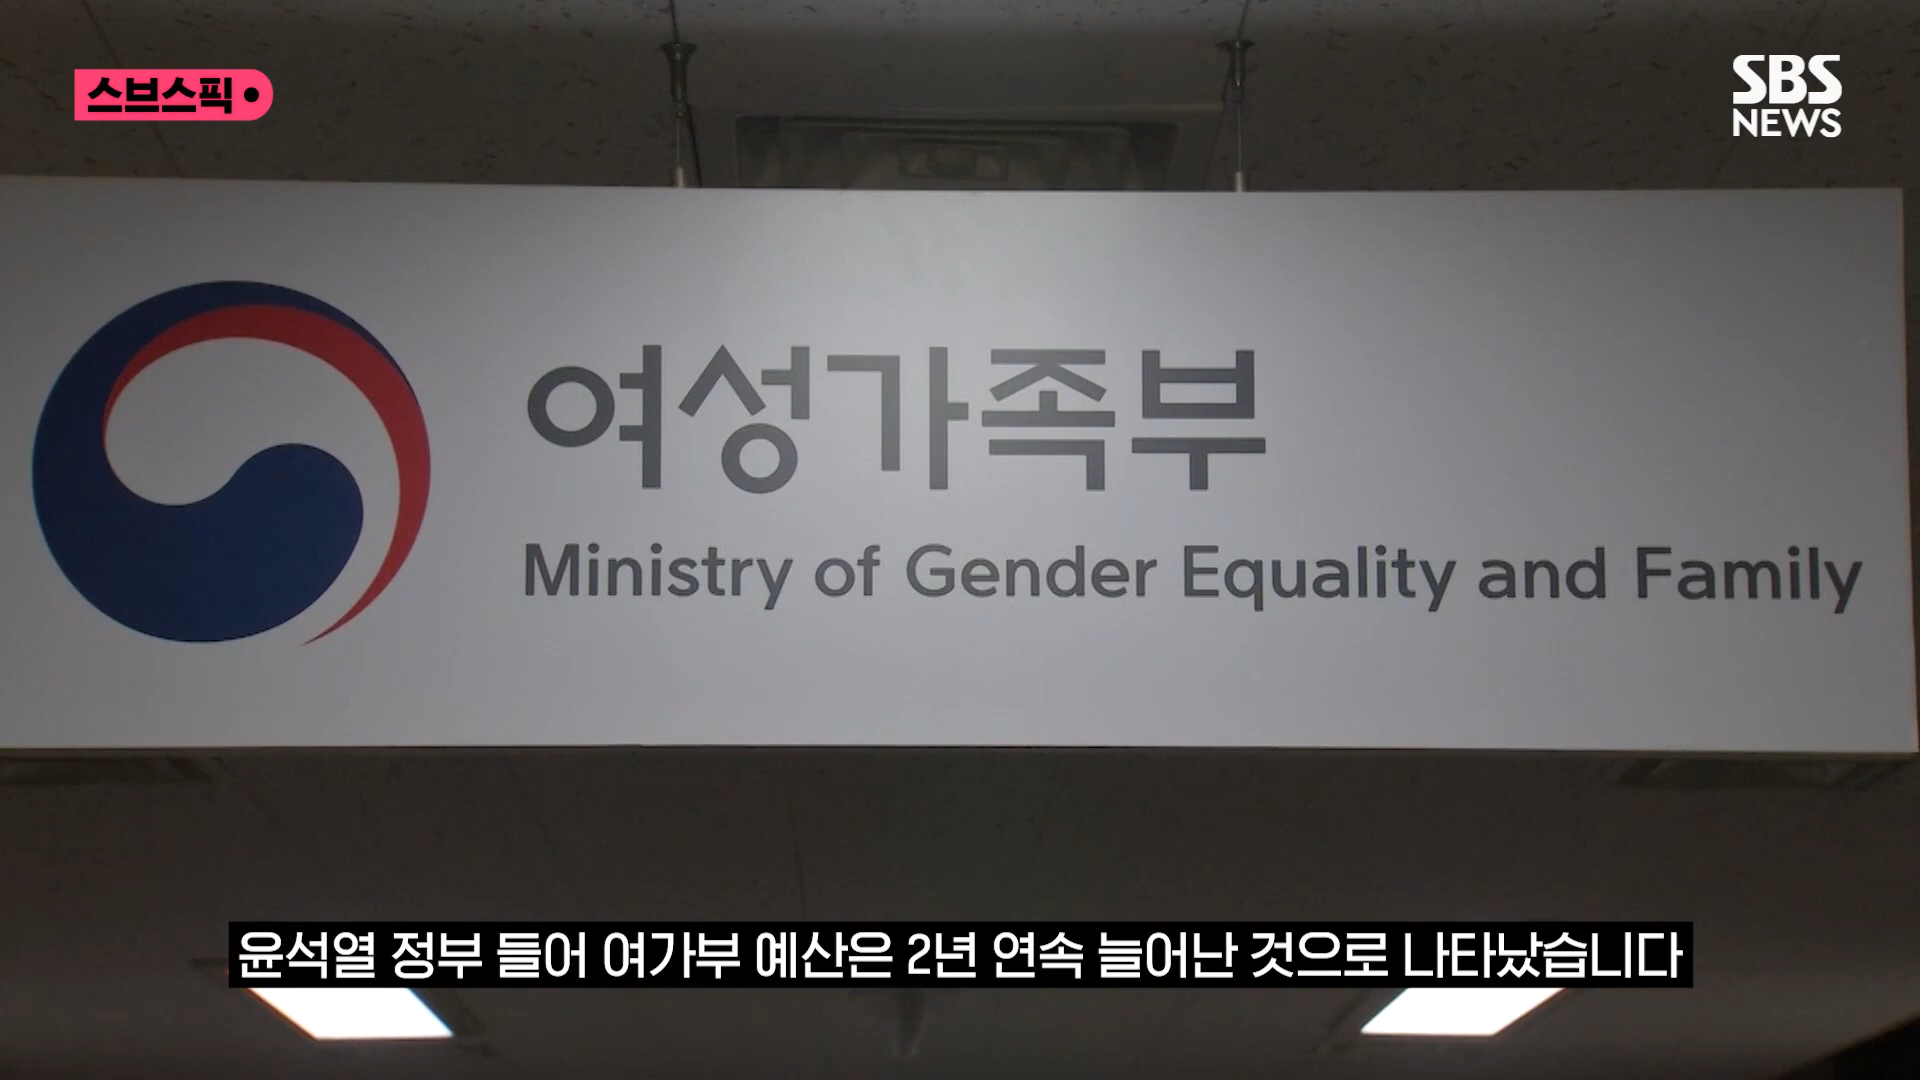 스브스픽
SBS
NEWS
여성가족부
Ministry of Gender Equality and Family
윤석열 정부 들어 여가부 예산은 2년 연속 늘어난 것으로 나타났습니다